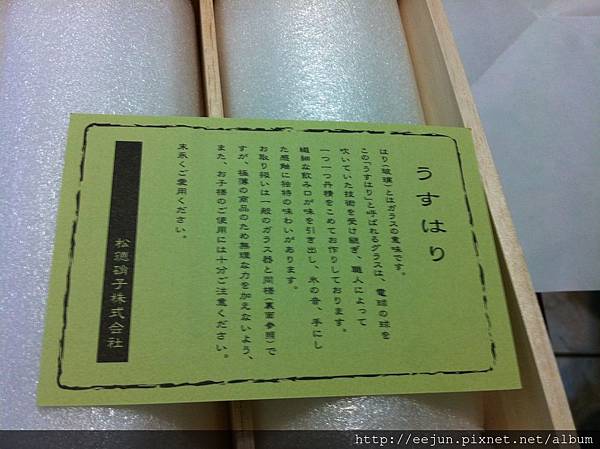 うすはり
はり(玻璃)とはガラスの意味です。
この「うすはり」と呼ばれるグラスは、電球の球を
吹いていた技術を受け継ぎ、職人によって
一つ一つ丹精をこめてお作りしております。
繊細な飲み口が味を引き出し、氷の音、手にし
た感触に独特の味わいがあります。
お取り扱いは一般のガラス器と同様(裏面参照)で
すが、極薄の商品のため無理な力を加えないよう、
また、お子様のご使用には十分ご注意ください。
末永くご愛用ください。
松徳硝子株式会社
http://eejun.pixnet.net/album